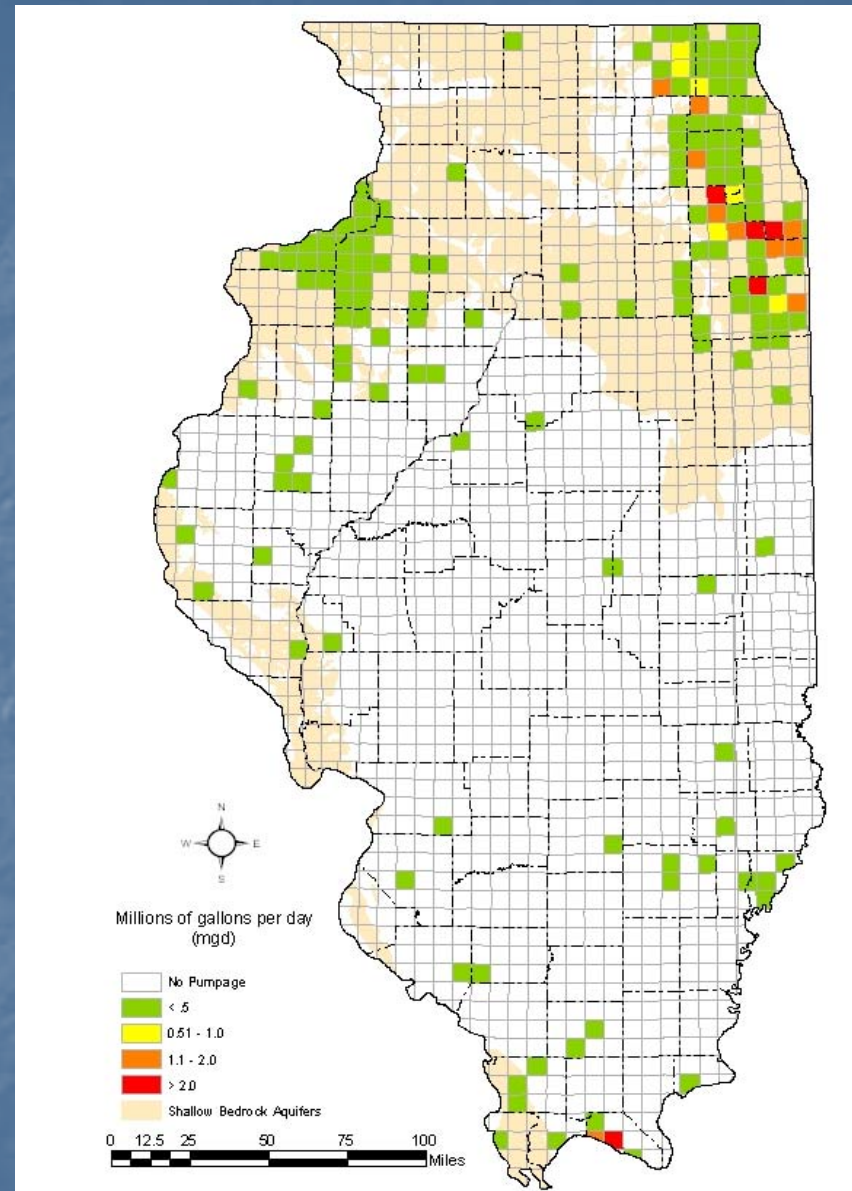 N
W E
S
Millions of gallons per day
(mgd)
No Pumpage
< .5
0.51 - 1.0
1.1 - 2.0
> 2.0
Shallow Bedrock Aquifers
0 12.5 25 50 75 100
Miles